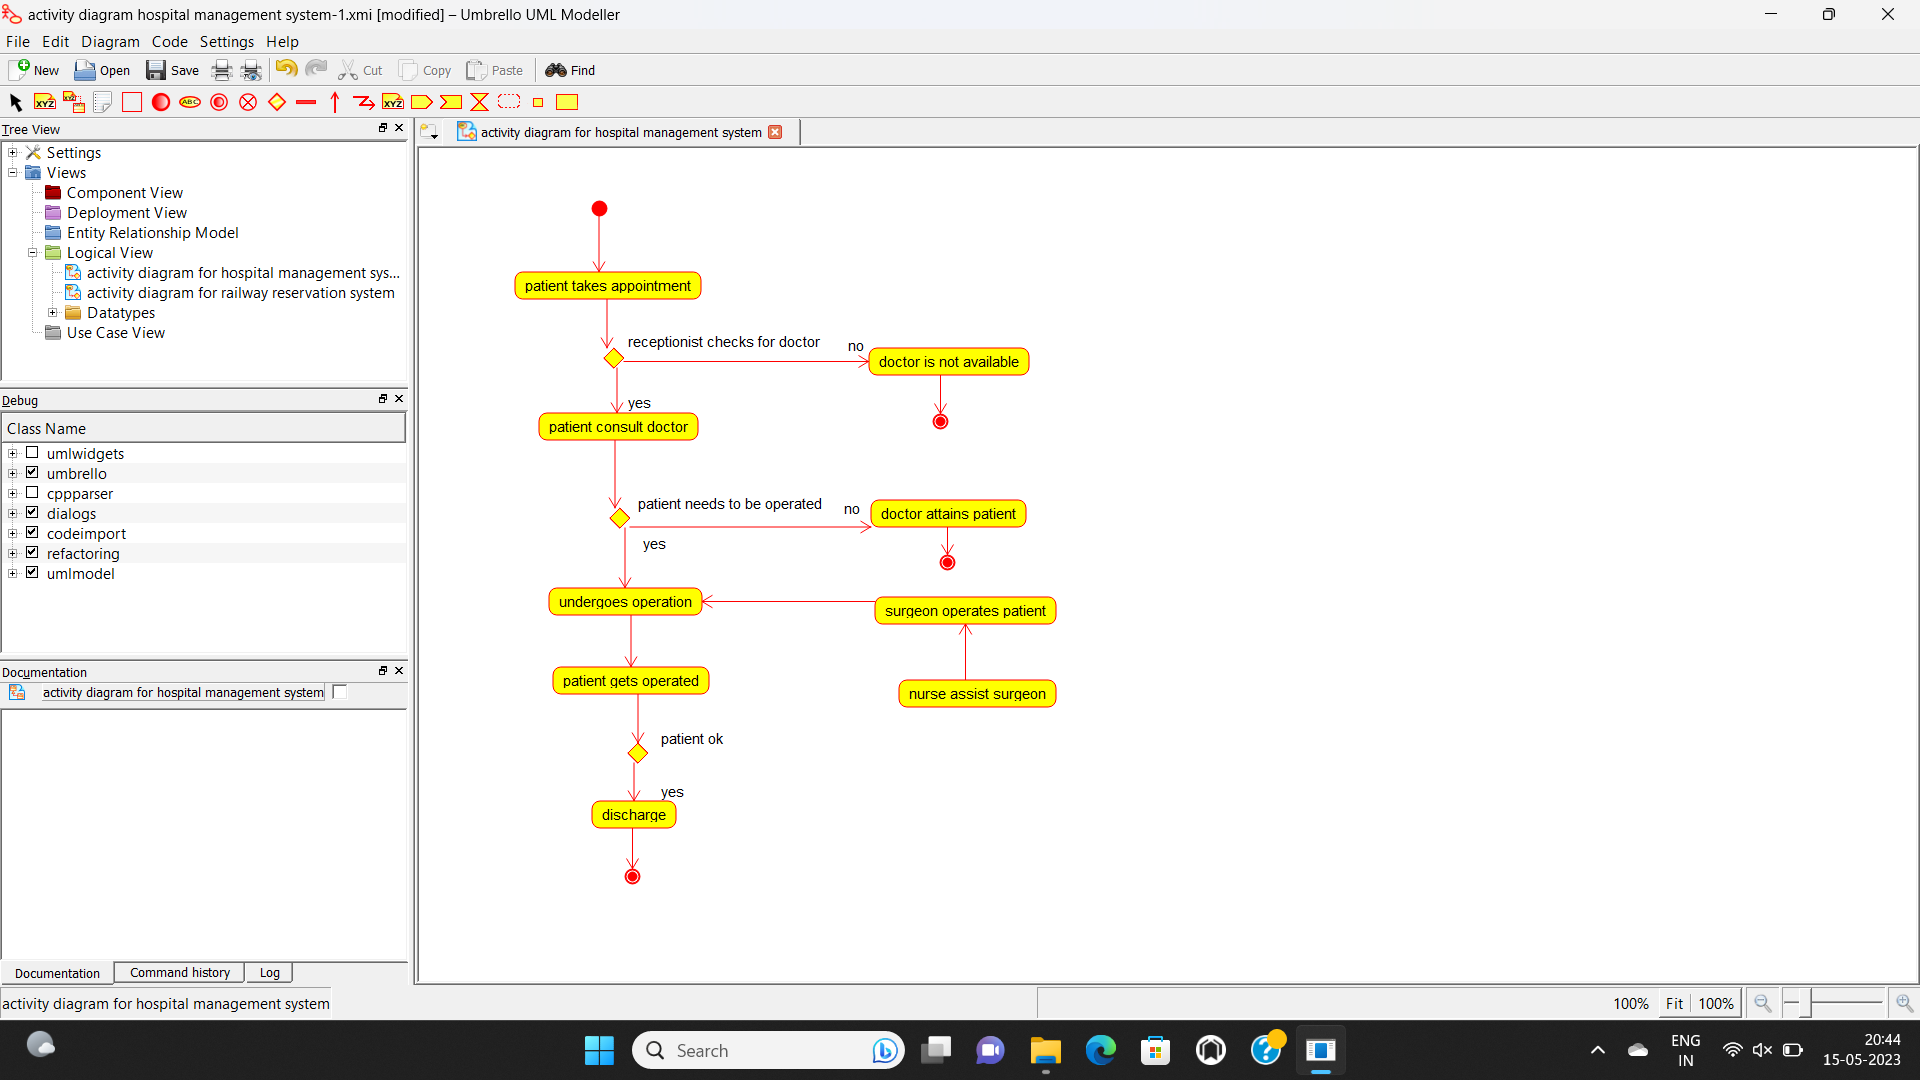 activity diagram hospital management system-1.xmi [modified] – Umbrello UML Modeller
File Edit Diagram Code Settings Help
New Open Save Cut Copy Paste Find
XYZ XYZ ABC XYZ
Tree View
Settings
Views
Component View
Deployment View
Entity Relationship Model
Logical View
activity diagram for hospital management sys...
activity diagram for railway reservation system
Datatypes
Use Case View
Debug
Class Name
umlwidgets
umbrello
cppparser
dialogs
codeimport
refactoring
umlmodel
Documentation
activity diagram for hospital management system
Documentation Command history Log
activity diagram for hospital management system
activity diagram for hospital management system
patient takes appointment
receptionist checks for doctor no
doctor is not available
yes
patient consult doctor
patient needs to be operated no
doctor attains patient
yes
undergoes operation
surgeon operates patient
patient gets operated
nurse assist surgeon
patient ok
yes
discharge
100% Fit 100%
Search
ENG
IN
20:44
15-05-2023